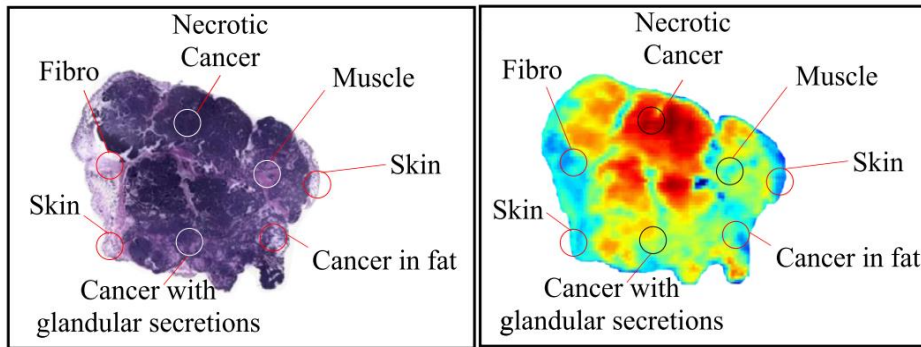 Necrotic
Cancer
Fibro
Muscle
Skin
Skin
Cancer in fat
Cancer with
glandular secretions
Necrotic
Cancer
Fibro
Muscle
Skin
Skin
Cancer in fat
Cancer with
glandular secretions